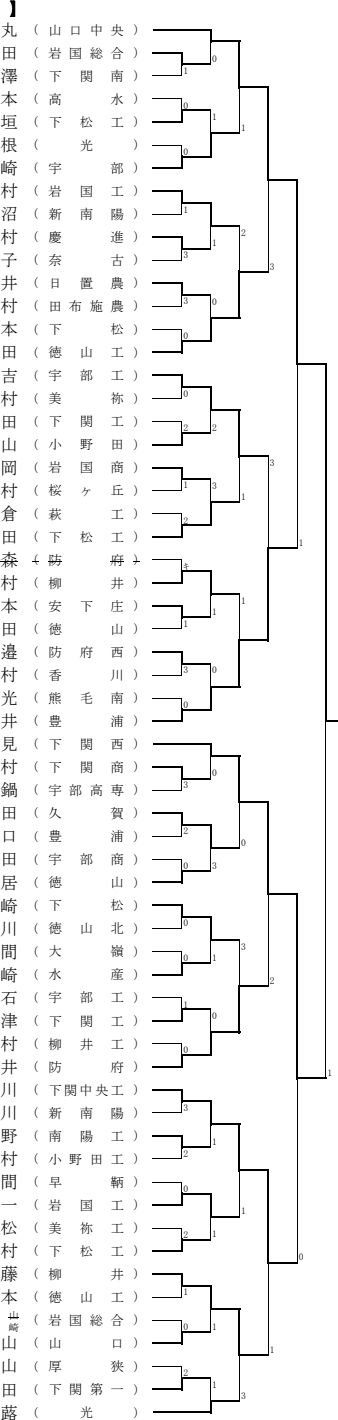 】
丸 （ 山 口 中 央 ）
田 （ 岩 国 総 合 ）
澤 （ 下 関 南 ）
本 （ 高 水 ）
垣 （ 下 松 工 ）
根 （ 光 ）
崎 （ 宇 部 ）
村 （ 岩 国 工 ）
沼 （ 新 南 陽 ）
村 （ 慶 進 ）
子 （ 奈 古 ）
井 （ 日 置 農 ）
村 （ 田 布 施 農 ）
本 （ 下 松 ）
田 （ 徳 山 工 ）
吉 （ 宇 部 工 ）
村 （ 美 祢 ）
田 （ 下 関 工 ）
山 （ 小 野 田 ）
岡 （ 岩 国 商 ）
村 （ 桜 ヶ 丘 ）
倉 （ 萩 工 ）
田 （ 下 松 工 ）
森 （ 防 府 ）
村 （ 柳 井 ）
本 （ 安 下 庄 ）
田 （ 徳 山 ）
邉 （ 防 府 西 ）
村 （ 香 川 ）
光 （ 熊 毛 南 ）
井 （ 豊 浦 ）
見 （ 下 関 西 ）
村 （ 下 関 商 ）
鍋 （ 宇 部 高 専 ）
田 （ 久 賀 ）
口 （ 豊 浦 ）
田 （ 宇 部 商 ）
居 （ 徳 山 ）
崎 （ 下 松 ）
川 （ 徳 山 北 ）
間 （ 大 嶺 ）
崎 （ 水 産 ）
石 （ 宇 部 工 ）
津 （ 下 関 工 ）
村 （ 柳 井 工 ）
井 （ 防 府 ）
川 （ 下関中央工 ）
川 （ 新 南 陽 ）
野 （ 南 陽 工 ）
村 （ 小 野 田 工 ）
間 （ 早 鞆 ）
一 （ 岩 国 工 ）
松 （ 美 祢 工 ）
村 （ 下 松 工 ）
藤 （ 柳 井 ）
本 （ 徳 山 工 ）
山崎 （ 岩 国 総 合 ）
山 （ 山 口 ）
山 （ 厚 狭 ）
田 （ 下 関 第 一 ）
蕗 （ 光 ）